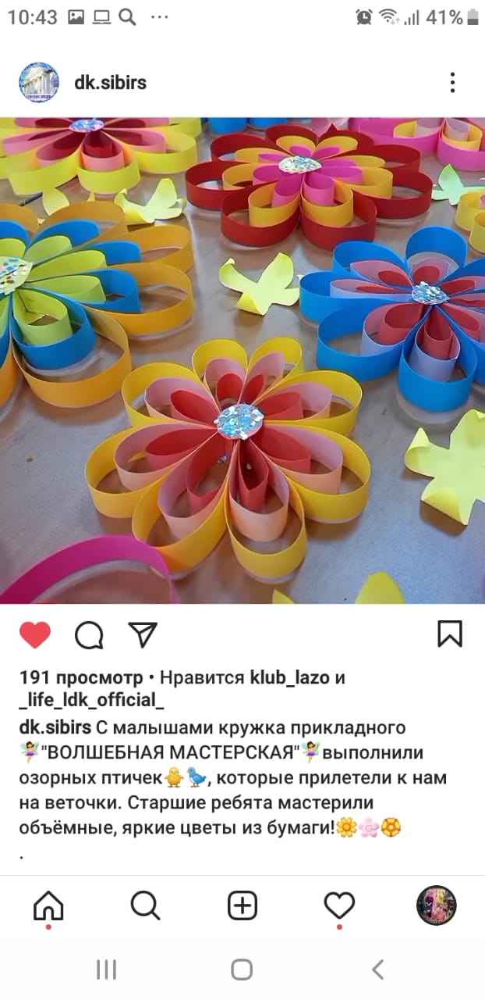 10:43 ... 41%
dk.sibirs
191 просмотр • Нравится klub_lazo и
_life_ldk_official_
dk.sibirs С малышами кружка прикладного
🧚‍♀️"ВОЛШЕБНАЯ МАСТЕРСКАЯ"🧚‍♀️выполнили
озорных птичек🐥🐦, которые прилетели к нам
на веточки. Старшие ребята мастерили
объёмные, яркие цветы из бумаги!🌼🌸🏵️
.